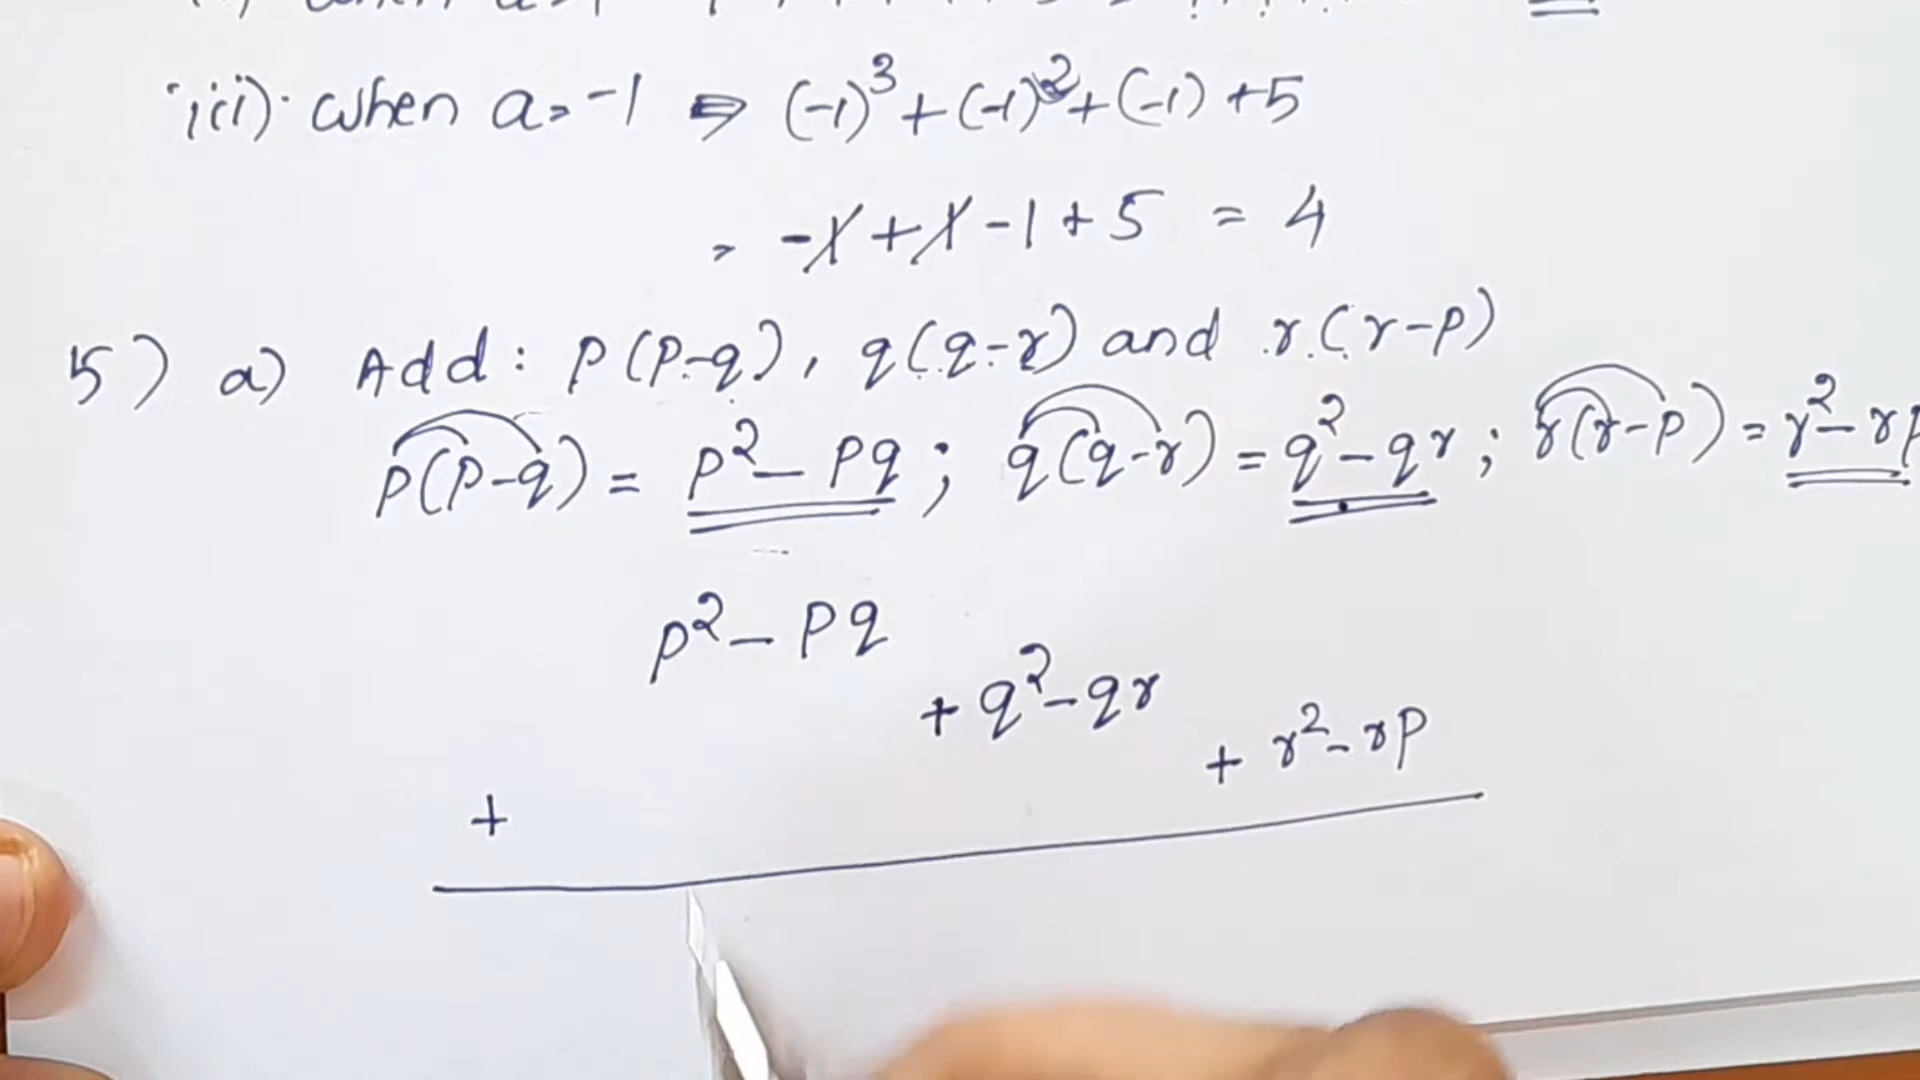 iii). when a = -1 ⇒ (-1)³ + (-1)² + (-1) + 5
= -1 + 1 - 1 + 5 = 4
5) a) Add: p(p-q), q(q-r) and r(r-p)
p(p-q) = p² - pq ; q(q-r) = q² - qr ; r(r-p) = r² - rp
p² - pq
+ q² - qr
+ r² - rp
+